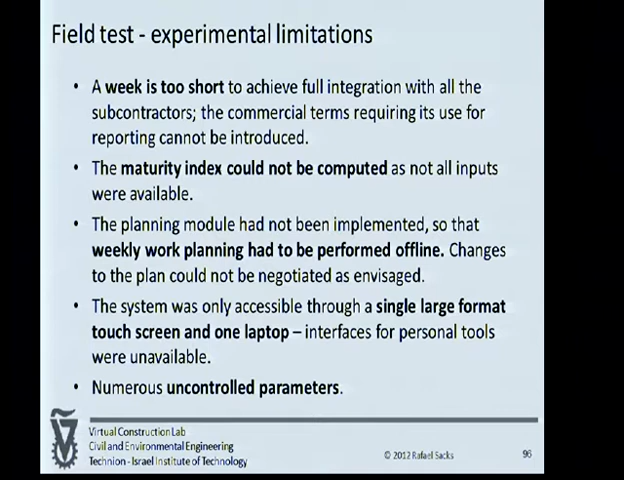 Field test - experimental limitations
• A week is too short to achieve full integration with all the
subcontractors; the commercial terms requiring its use for
reporting cannot be introduced.
• The maturity index could not be computed as not all inputs
were available.
• The planning module had not been implemented, so that
weekly work planning had to be performed offline. Changes
to the plan could not be negotiated as envisaged.
• The system was only accessible through a single large format
touch screen and one laptop – interfaces for personal tools
were unavailable.
• Numerous uncontrolled parameters.
Virtual Construction Lab
Civil and Environmental Engineering
Technion - Israel Institute of Technology
© 2012 Rafael Sacks
96